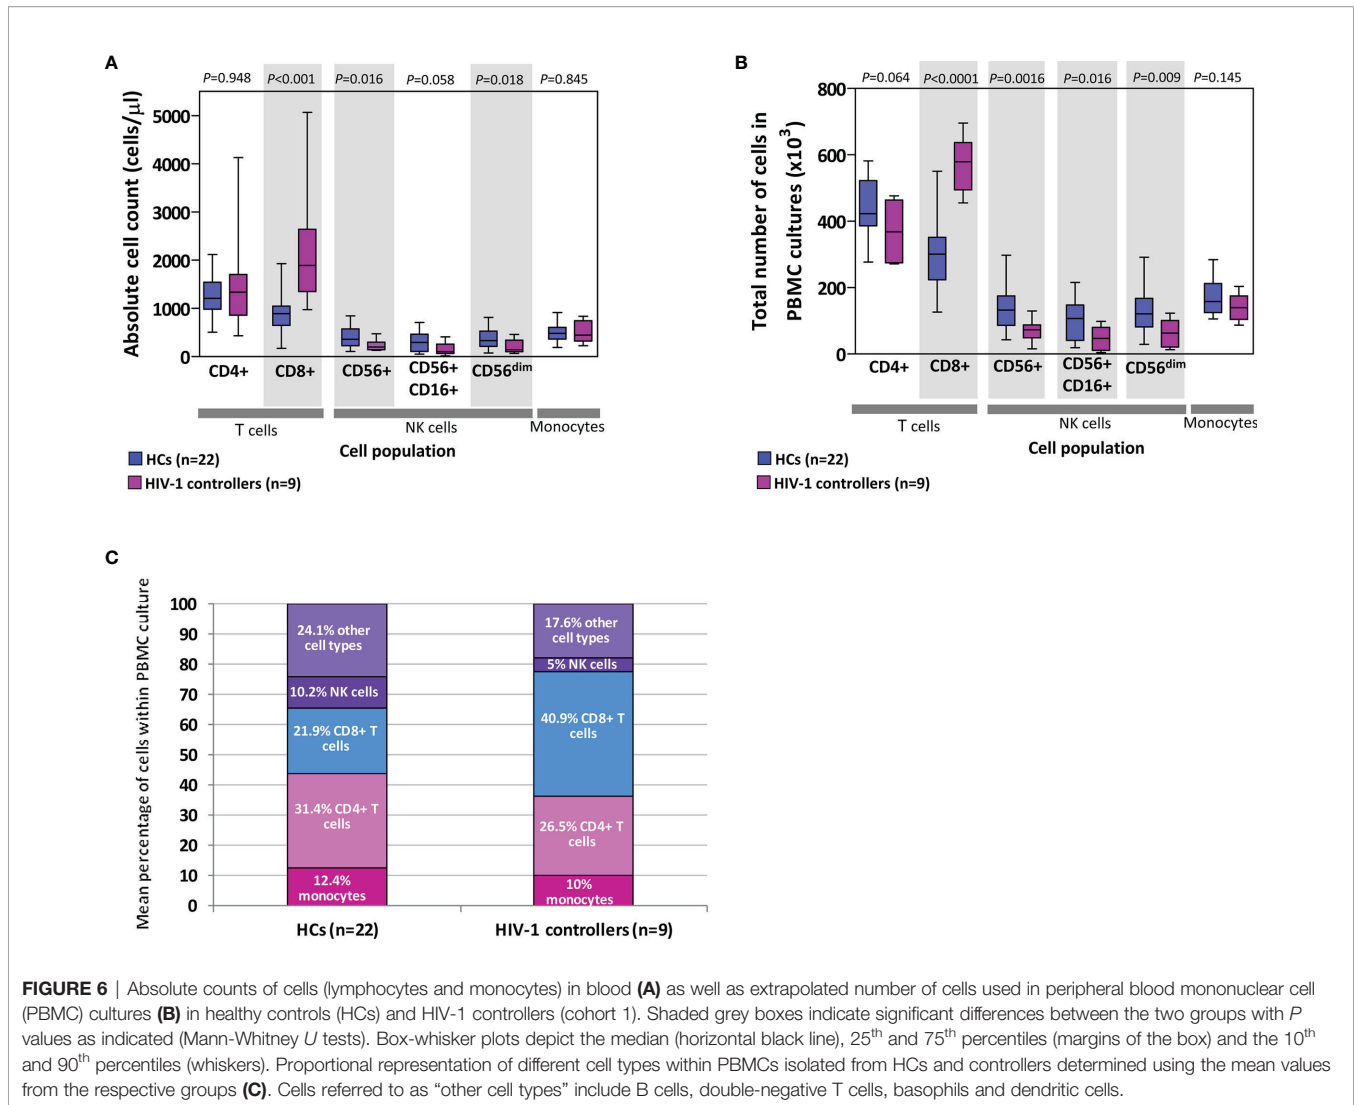 A
P=0.948 P<0.001 P=0.016 P=0.058 P=0.018 P=0.845
Absolute cell count (cells/μl)
5000
4000
3000
2000
1000
0
CD4+ CD8+ CD56+ CD56+ CD56dim
CD16+
T cells NK cells Monocytes
Cell population
HCs (n=22)
HIV-1 controllers (n=9)
B
P=0.064 P<0.0001 P=0.0016 P=0.016 P=0.009 P=0.145
Total number of cells in
PBMC cultures (x10³)
800
600
400
200
0
CD4+ CD8+ CD56+ CD56+ CD56dim
CD16+
T cells NK cells Monocytes
Cell population
HCs (n=22)
HIV-1 controllers (n=9)
C
Mean percentage of cells within PBMC culture
100
90
80
70
60
50
40
30
20
10
0
24.1% other
cell types
10.2% NK cells
21.9% CD8+ T
cells
31.4% CD4+ T
cells
12.4%
monocytes
17.6% other
cell types
5% NK cells
40.9% CD8+ T
cells
26.5% CD4+ T
cells
10%
monocytes
HCs (n=22) HIV-1 controllers (n=9)
FIGURE 6 | Absolute counts of cells (lymphocytes and monocytes) in blood (A) as well as extrapolated number of cells used in peripheral blood mononuclear cell
(PBMC) cultures (B) in healthy controls (HCs) and HIV-1 controllers (cohort 1). Shaded grey boxes indicate significant differences between the two groups with P
values as indicated (Mann-Whitney U tests). Box-whisker plots depict the median (horizontal black line), 25th and 75th percentiles (margins of the box) and the 10th
and 90th percentiles (whiskers). Proportional representation of different cell types within PBMCs isolated from HCs and controllers determined using the mean values
from the respective groups (C). Cells referred to as “other cell types” include B cells, double-negative T cells, basophils and dendritic cells.